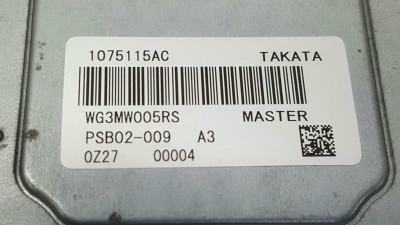 1075115AC TAKATA
WG3MW005RS MASTER
PSB02-009 A3
0Z27 00004